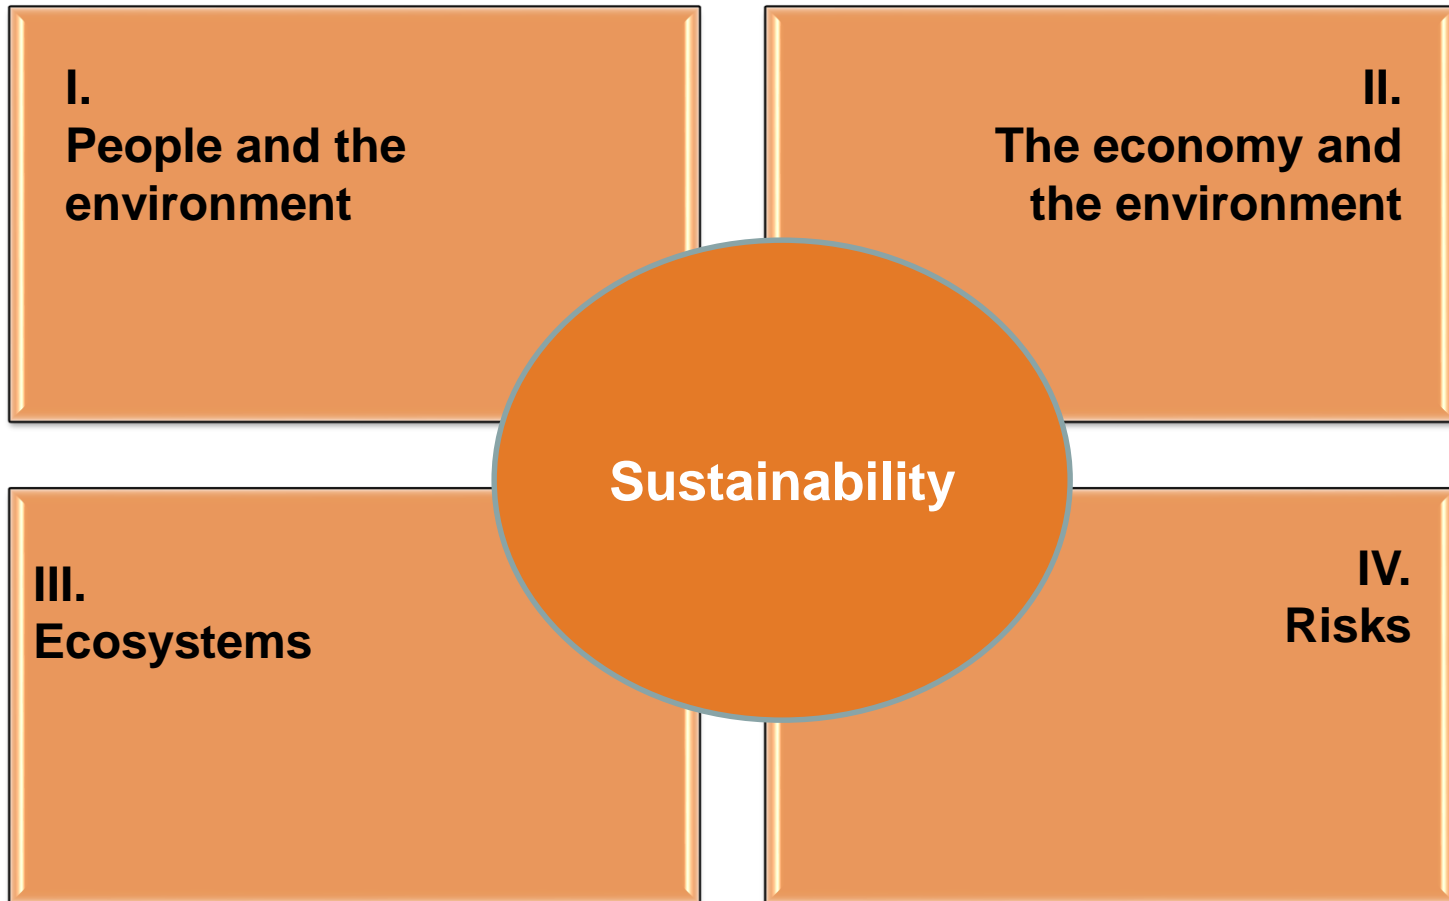 I.
People and the
environment
II.
The economy and
the environment
Sustainability
III.
Ecosystems
IV.
Risks